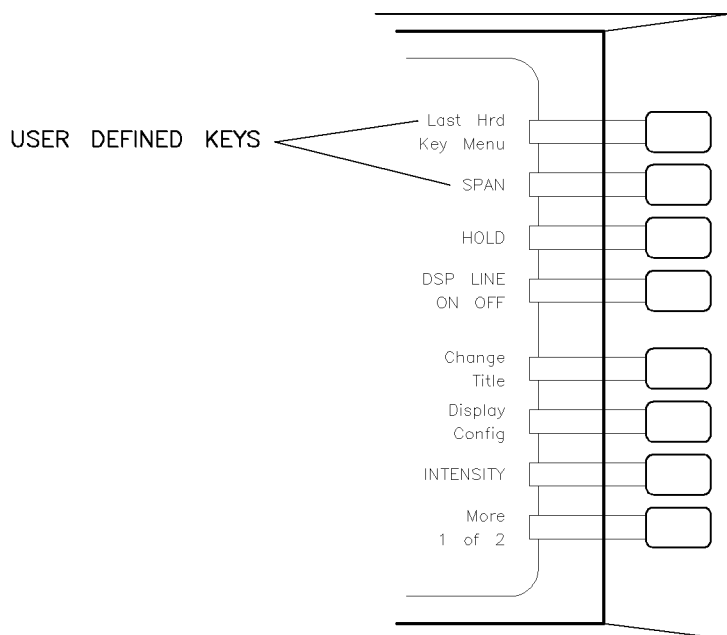 Last Hrd
Key Menu
USER DEFINED KEYS
SPAN
HOLD
DSP LINE
ON OFF
Change
Title
Display
Config
INTENSITY
More
1 of 2